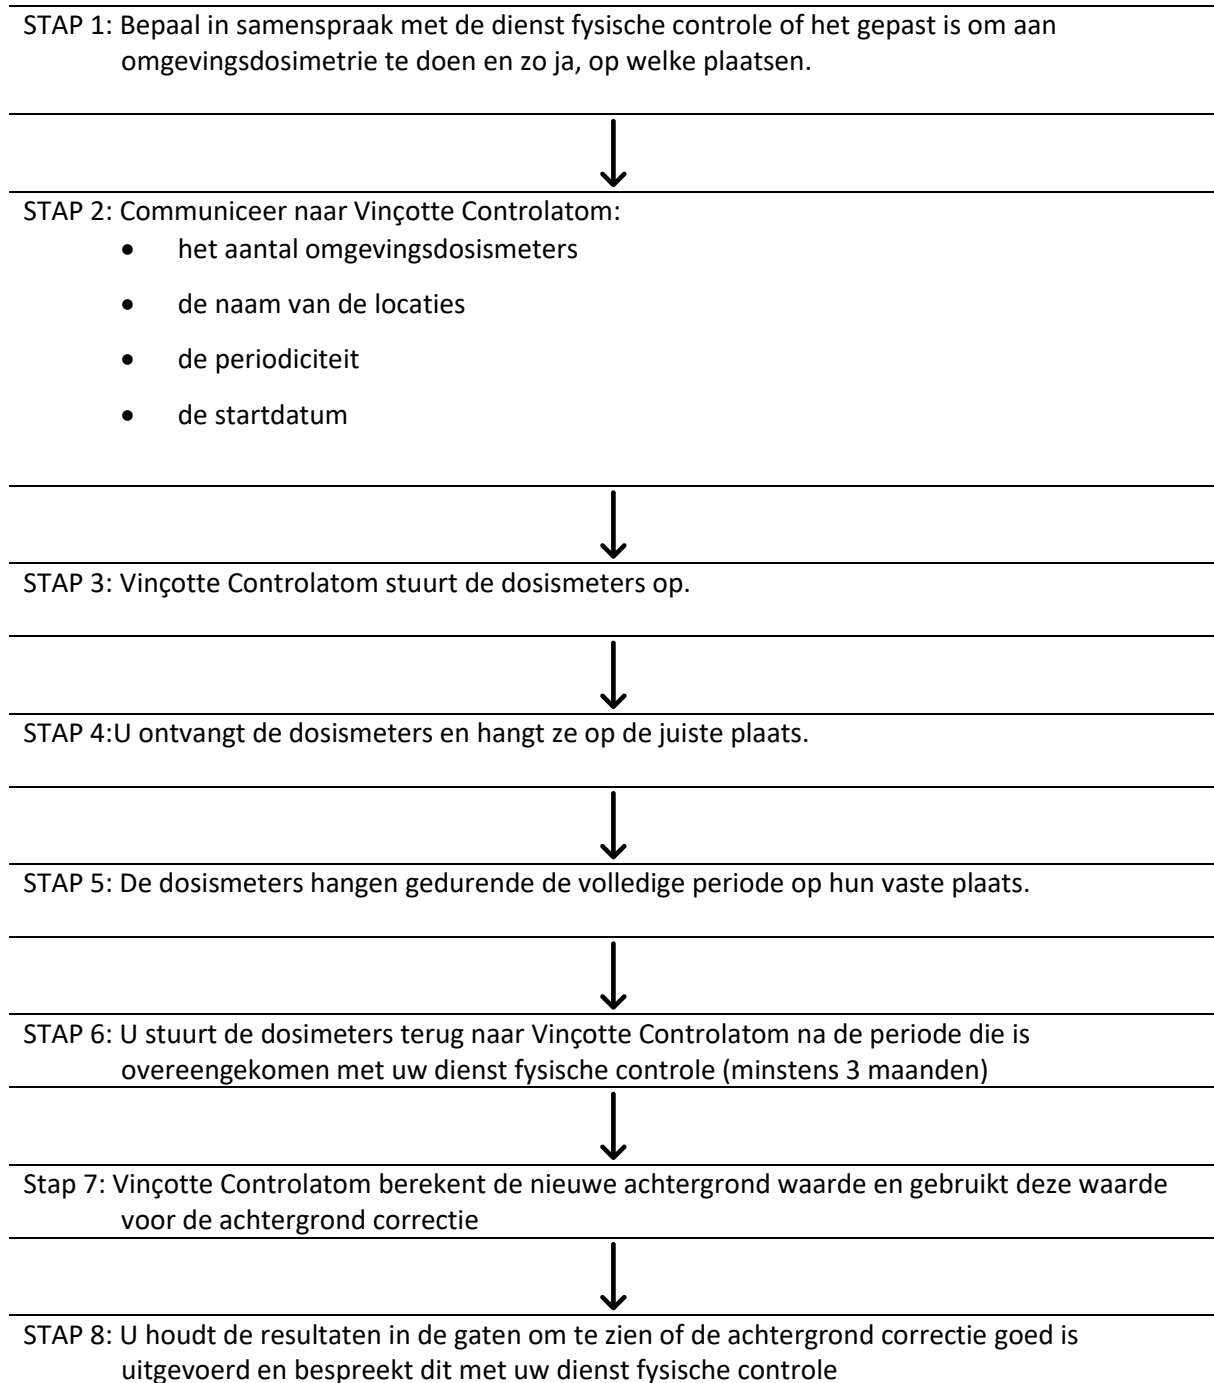 STAP 1: Bepaal in samenspraak met de dienst fysische controle of het gepast is om aan
omgevingsdosimetrie te doen en zo ja, op welke plaatsen.
STAP 2: Communiceer naar Vinçotte Controlatom:
• het aantal omgevingsdosismeters
• de naam van de locaties
• de periodiciteit
• de startdatum
STAP 3: Vinçotte Controlatom stuurt de dosismeters op.
STAP 4:U ontvangt de dosismeters en hangt ze op de juiste plaats.
STAP 5: De dosismeters hangen gedurende de volledige periode op hun vaste plaats.
STAP 6: U stuurt de dosimeters terug naar Vinçotte Controlatom na de periode die is
overeengekomen met uw dienst fysische controle (minstens 3 maanden)
Stap 7: Vinçotte Controlatom berekent de nieuwe achtergrond waarde en gebruikt deze waarde
voor de achtergrond correctie
STAP 8: U houdt de resultaten in de gaten om te zien of de achtergrond correctie goed is
uitgevoerd en bespreekt dit met uw dienst fysische controle